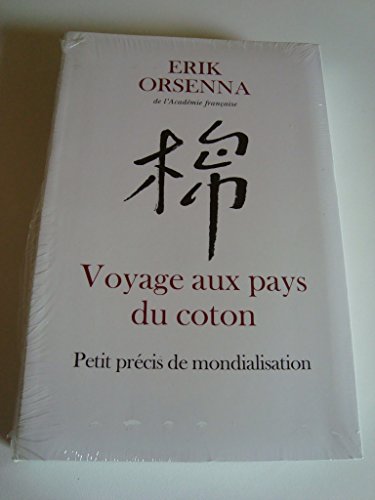 ERIK
ORSENNA
de l'Académie française
棉
Voyage aux pays
du coton
Petit précis de mondialisation